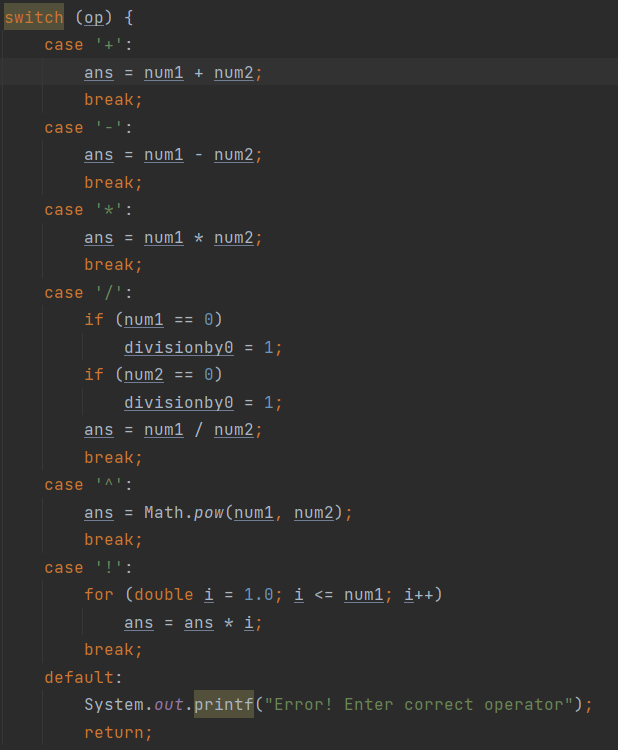 switch (op) {
    case '+':
        ans = num1 + num2;
        break;
    case '-':
        ans = num1 - num2;
        break;
    case '*':
        ans = num1 * num2;
        break;
    case '/':
        if (num1 == 0)
            divisionby0 = 1;
        if (num2 == 0)
            divisionby0 = 1;
        ans = num1 / num2;
        break;
    case '^':
        ans = Math.pow(num1, num2);
        break;
    case '!':
        for (double i = 1.0; i <= num1; i++)
            ans = ans * i;
        break;
    default:
        System.out.printf("Error! Enter correct operator");
        return;